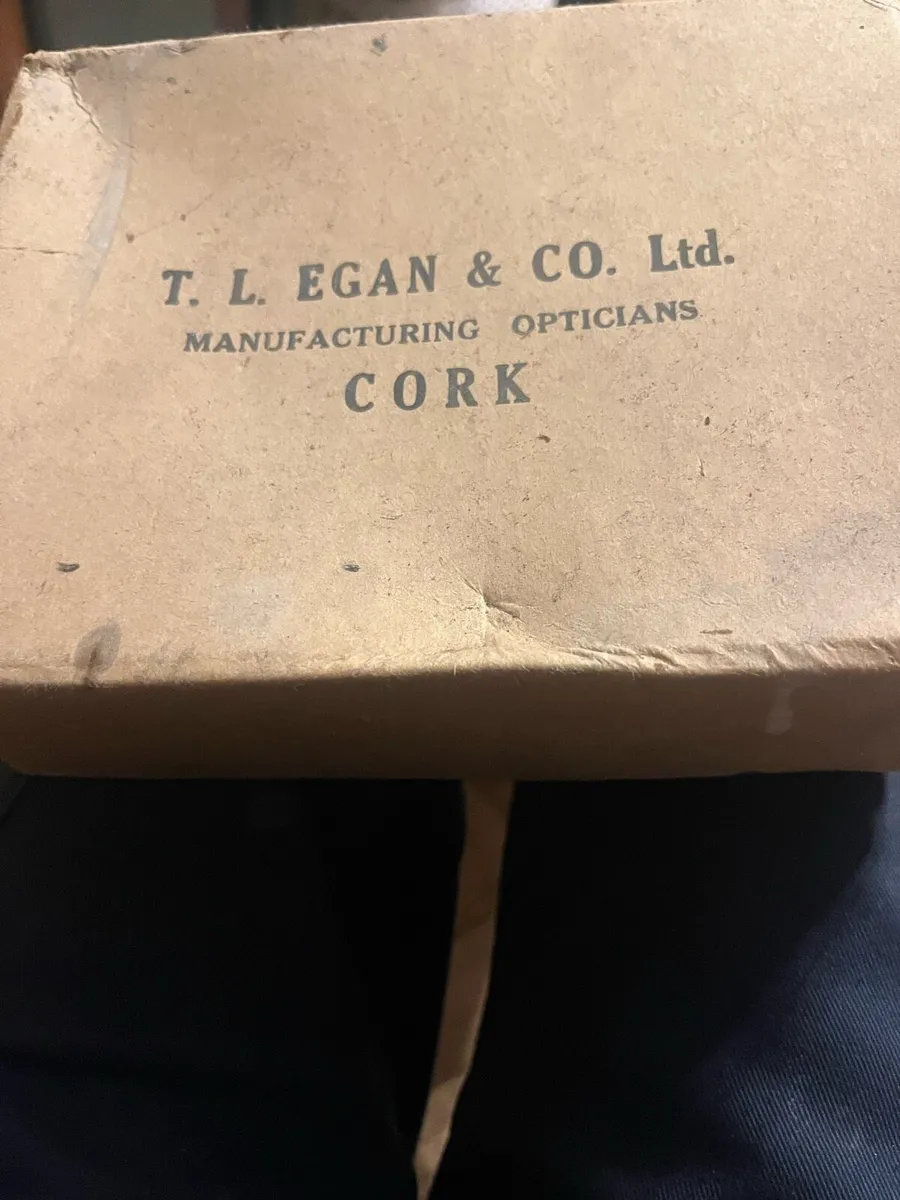 T. L. EGAN & CO. Ltd.
MANUFACTURING OPTICIANS
CORK